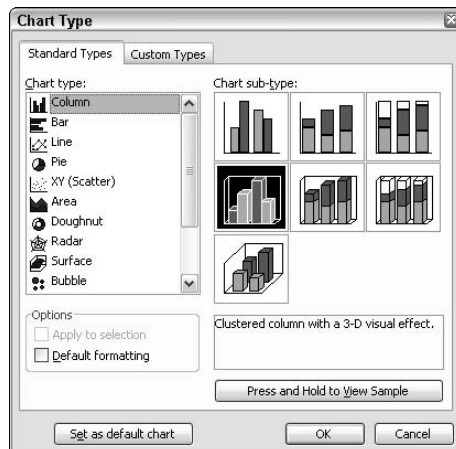 Chart Type
Standard Types
Custom Types
Chart type:
Chart sub-type:
Column
Bar
Line
Pie
XY (Scatter)
Area
Doughnut
Radar
Surface
Bubble
Options
Apply to selection
Default formatting
Clustered column with a 3-D visual effect.
Press and Hold to View Sample
Set as default chart
OK
Cancel